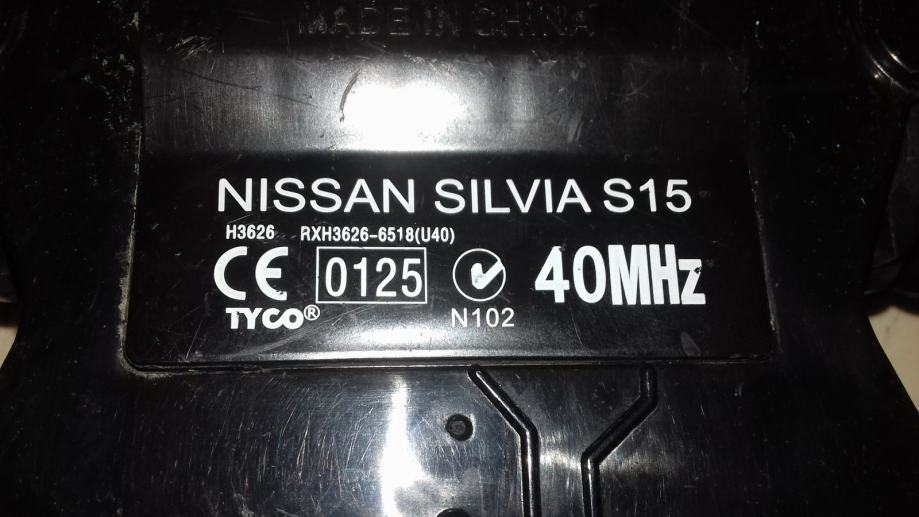 MADE IN CHINA
NISSAN SILVIA S15
H3626 RXH3626-6518(U40)
CE 0125 40MHz
TYCO® N102